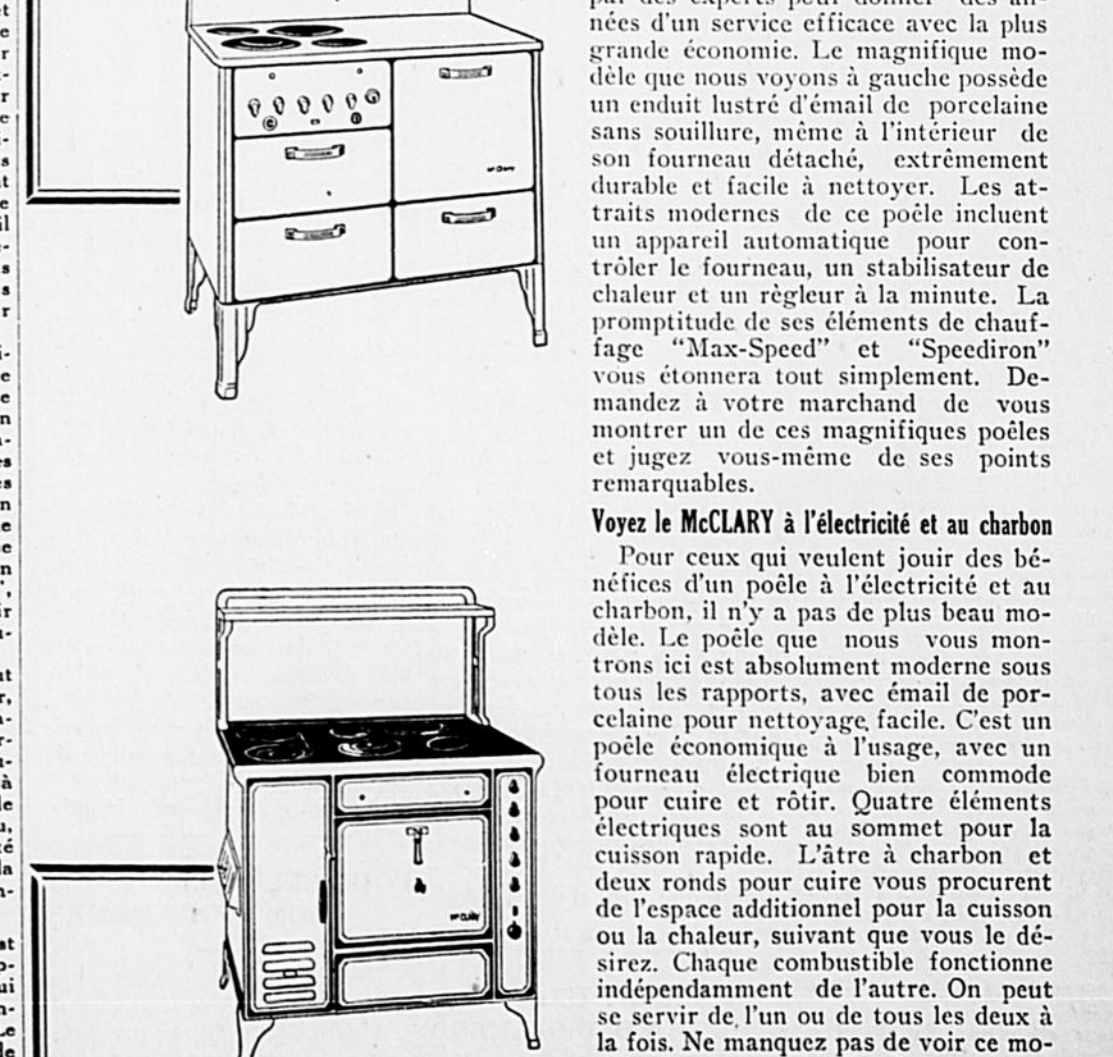 par des experts pour donner des an-
nées d'un service efficace avec la plus
grande économie. Le magnifique mo-
dèle que nous voyons à gauche possède
un enduit lustré d'émail de porcelaine
sans souillure, même à l'intérieur de
son fourneau détaché, extrêmement
durable et facile à nettoyer. Les at-
traits modernes de ce poêle incluent
un appareil automatique pour con-
trôler le fourneau, un stabilisateur de
chaleur et un règleur à la minute. La
promptitude de ses éléments de chauf-
fage "Max-Speed" et "Speediron"
vous étonnera tout simplement. De-
mandez à votre marchand de vous
montrer un de ces magnifiques poêles
et jugez vous-même de ses points
remarquables.
Voyez le McCLARY à l'électricité et au charbon
Pour ceux qui veulent jouir des bé-
néfices d'un poêle à l'électricité et au
charbon, il n'y a pas de plus beau mo-
dèle. Le poêle que nous vous mon-
trons ici est absolument moderne sous
tous les rapports, avec émail de por-
celaine pour nettoyage facile. C'est un
poêle économique à l'usage, avec un
fourneau électrique bien commode
pour cuire et rôtir. Quatre éléments
électriques sont au sommet pour la
cuisson rapide. L'âtre à charbon et
deux ronds pour cuire vous procurent
de l'espace additionnel pour la cuisson
ou la chaleur, suivant que vous le dé-
sirez. Chaque combustible fonctionne
indépendamment de l'autre. On peut
se servir de l'un ou de tous les deux à
la fois. Ne manquez pas de voir ce mo-
McClary